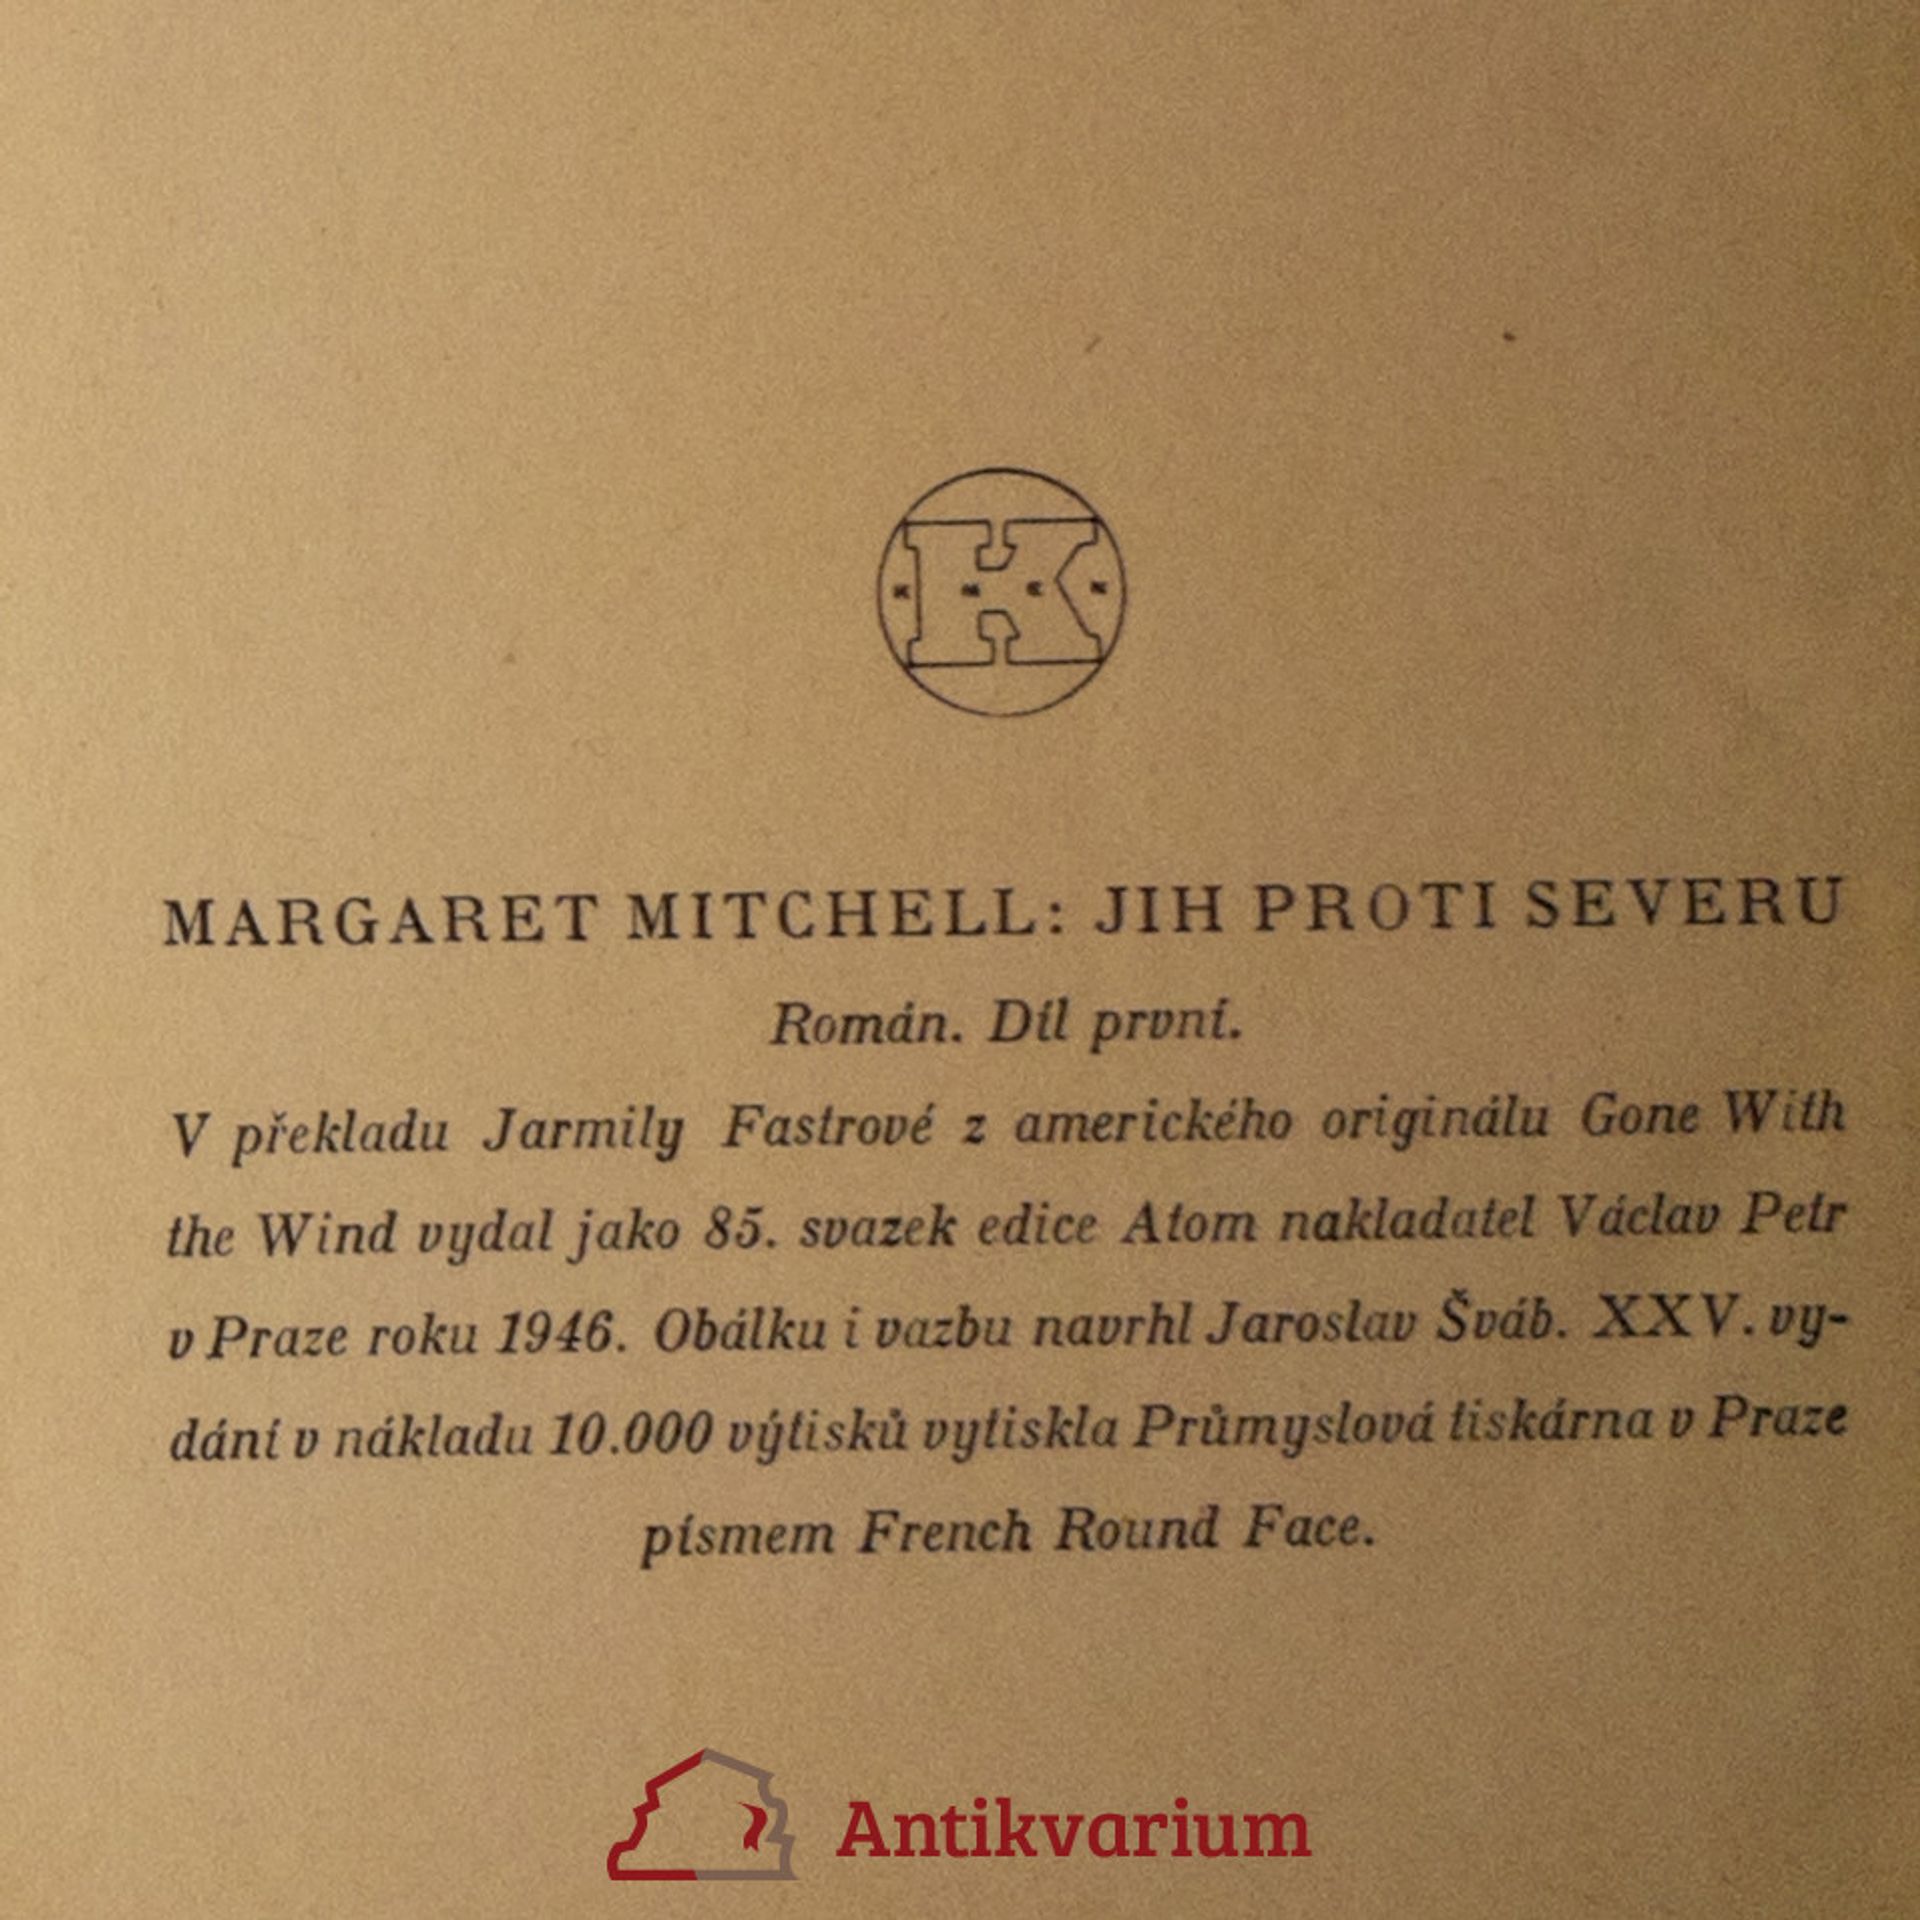 MARGARET MITCHELL: JIH PROTI SEVERU
Román. Díl první.
V překladu Jarmily Fastrové z amerického originálu Gone With
the Wind vydal jako 85. svazek edice Atom nakladatel Václav Petr
v Praze roku 1946. Obálku i vazbu navrhl Jaroslav Šváb. XXV. vy-
dání v nákladu 10.000 výtisků vytiskla Průmyslová tiskárna v Praze
písmem French Round Face.
Antikvarium